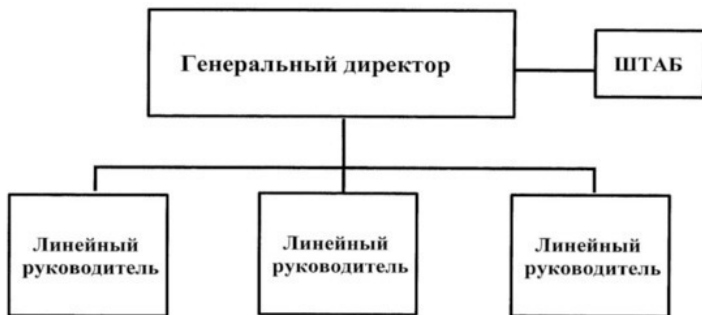 Генеральный директор
ШТАБ
Линейный
руководитель
Линейный
руководитель
Линейный
руководитель